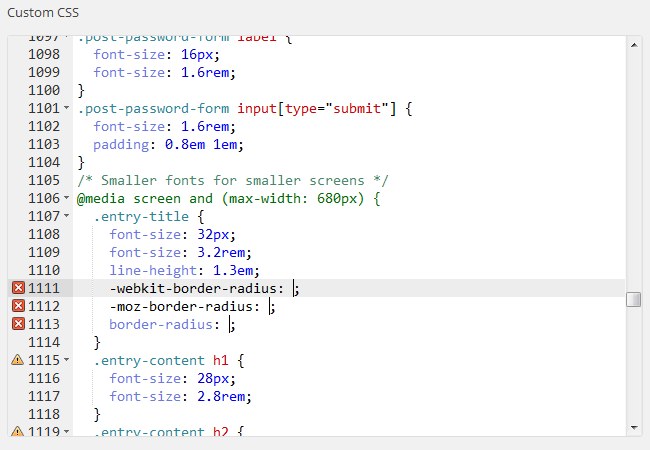 Custom CSS
1097 .post-password-form label {
1098 font-size: 16px;
1099 font-size: 1.6rem;
1100 }
1101 .post-password-form input[type="submit"] {
1102 font-size: 1.6rem;
1103 padding: 0.8em 1em;
1104 }
1105 /* Smaller fonts for smaller screens */
1106 @media screen and (max-width: 680px) {
1107 .entry-title {
1108 font-size: 32px;
1109 font-size: 3.2rem;
1110 line-height: 1.3em;
1111 -webkit-border-radius: ;
1112 -moz-border-radius: ;
1113 border-radius: ;
1114 }
1115 .entry-content h1 {
1116 font-size: 28px;
1117 font-size: 2.8rem;
1118 }
1119 .entry-content h2 {